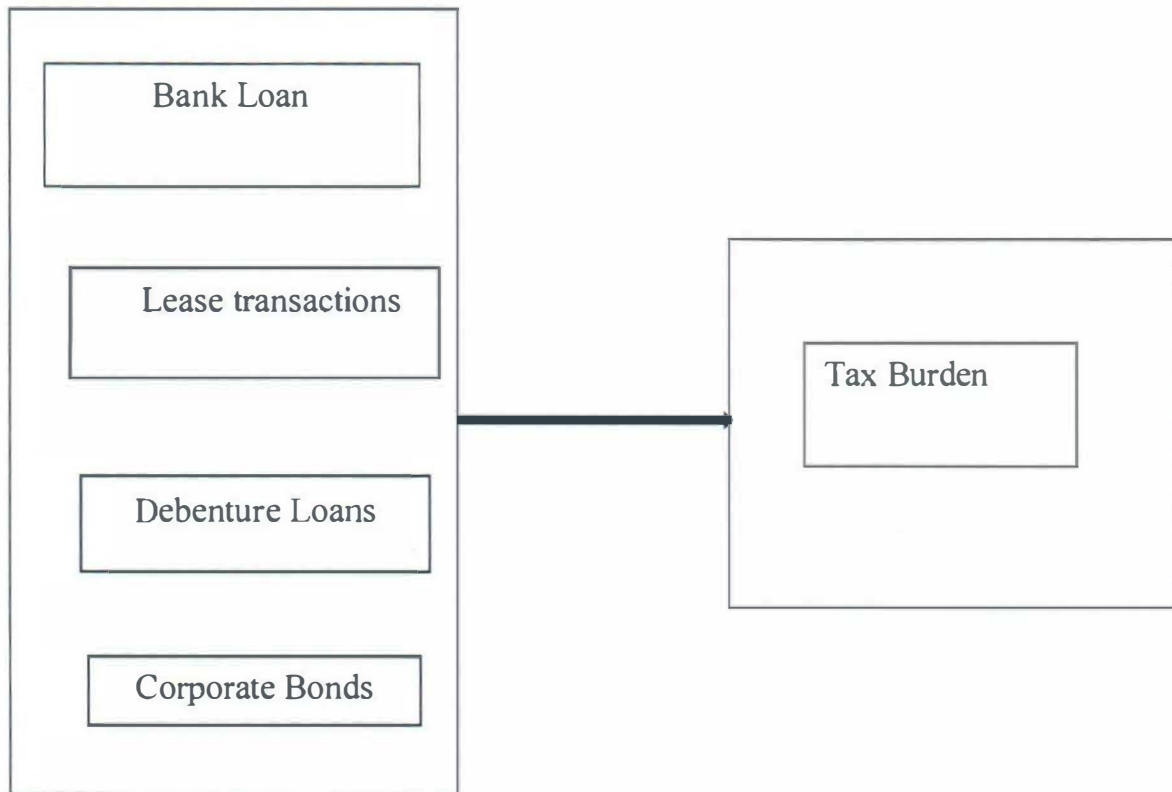 Bank Loan
Lease transactions
Tax Burden
Debenture Loans
Corporate Bonds